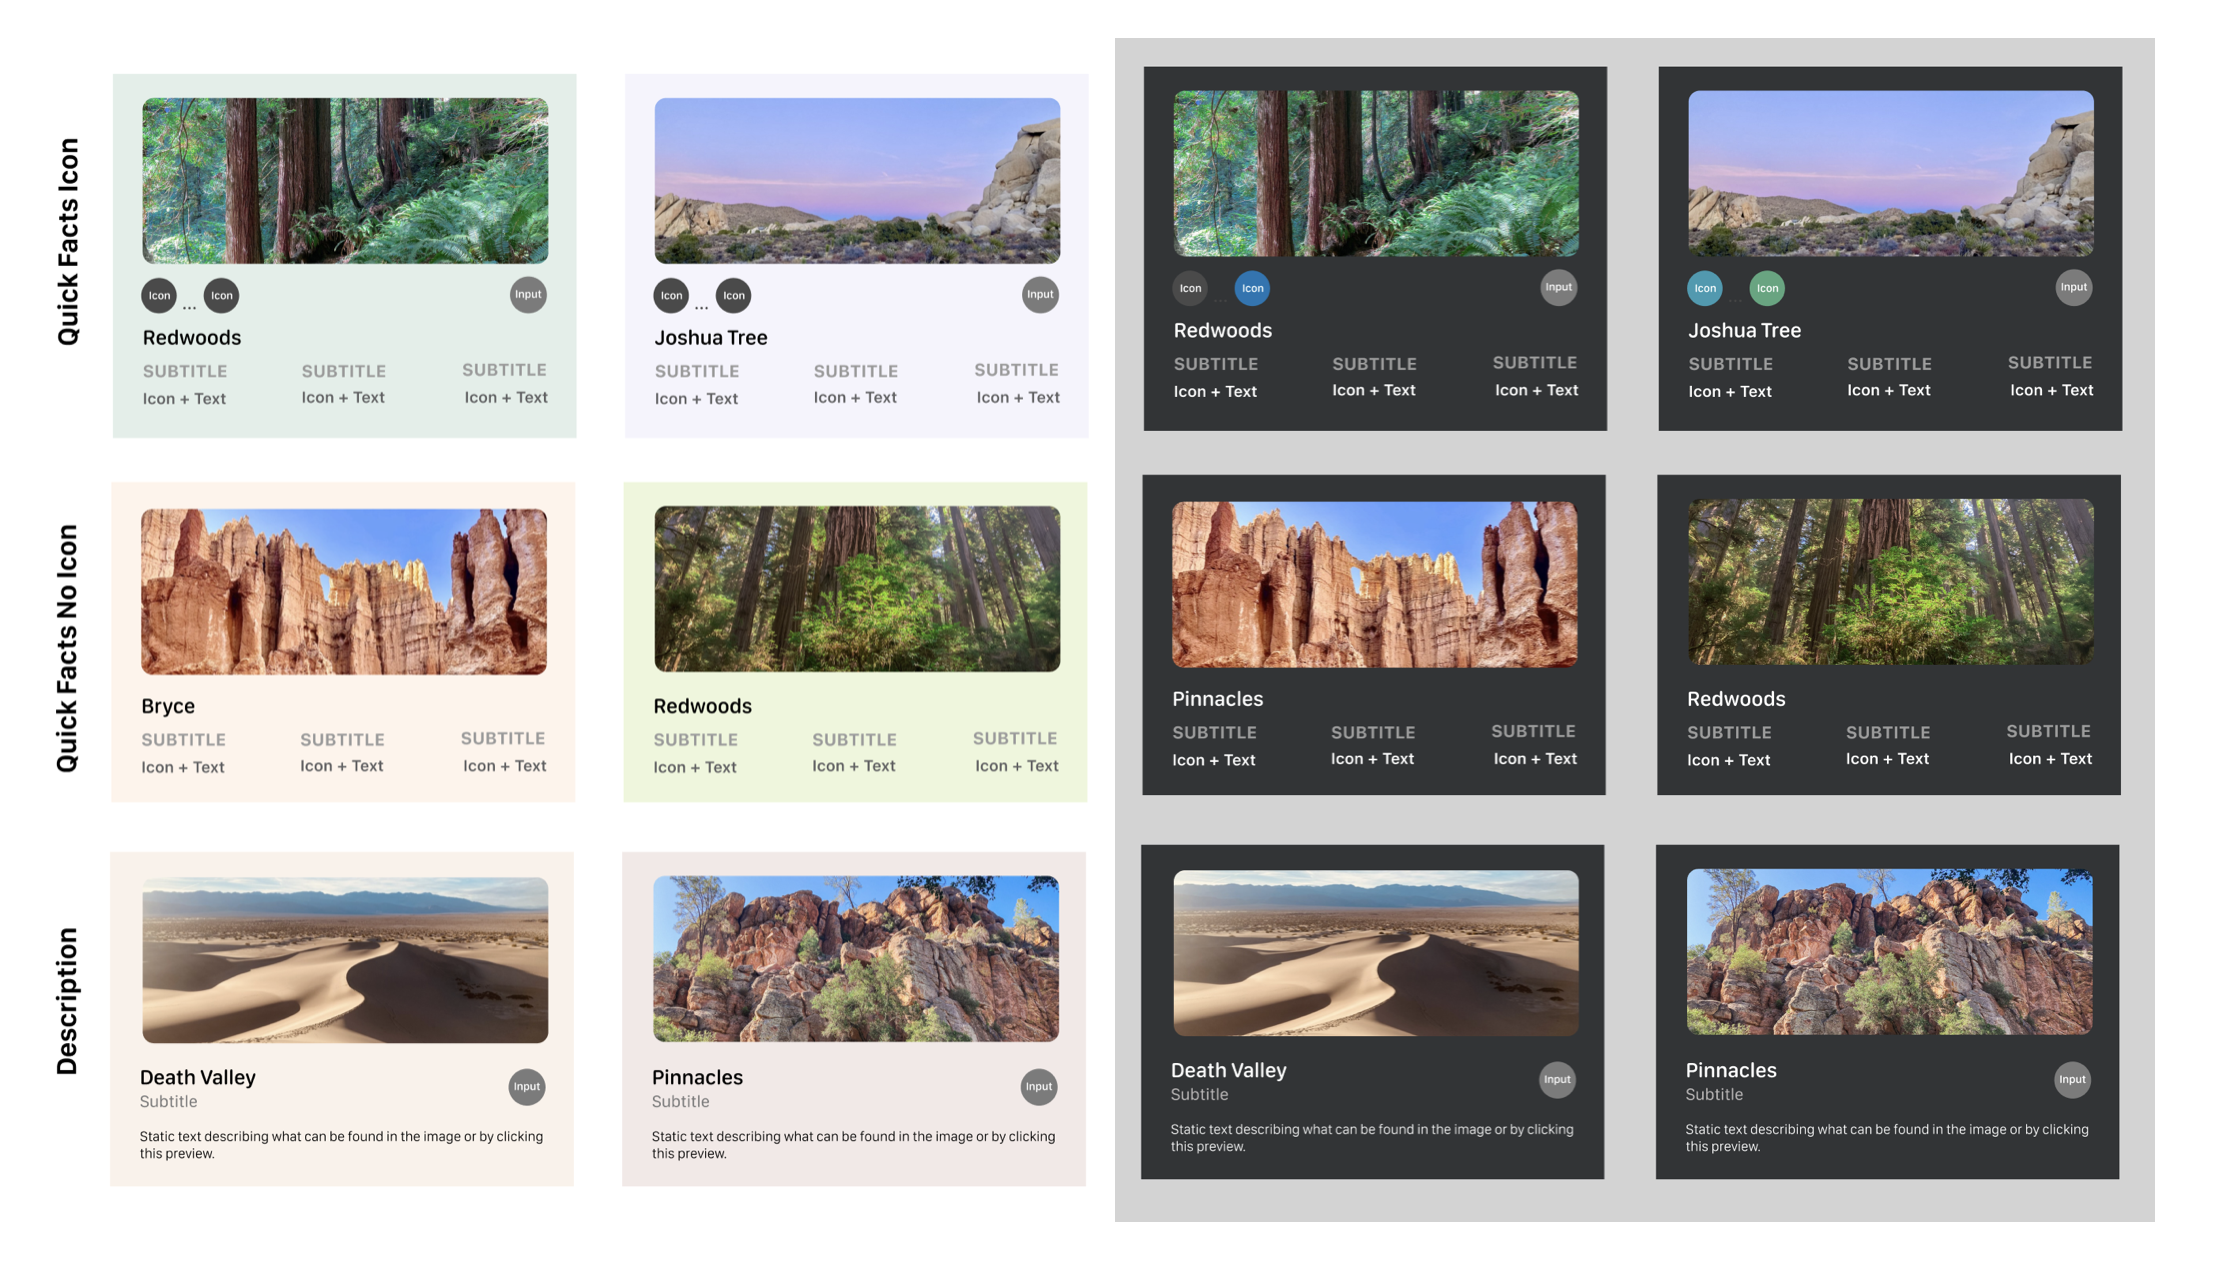 Quick Facts Icon
Icon ... Icon Input
Redwoods
SUBTITLE SUBTITLE SUBTITLE
Icon + Text Icon + Text Icon + Text
Icon ... Icon Input
Joshua Tree
SUBTITLE SUBTITLE SUBTITLE
Icon + Text Icon + Text Icon + Text
Icon ... Icon Input
Redwoods
SUBTITLE SUBTITLE SUBTITLE
Icon + Text Icon + Text Icon + Text
Icon ... Icon Input
Joshua Tree
SUBTITLE SUBTITLE SUBTITLE
Icon + Text Icon + Text Icon + Text
Quick Facts No Icon
Bryce
SUBTITLE SUBTITLE SUBTITLE
Icon + Text Icon + Text Icon + Text
Redwoods
SUBTITLE SUBTITLE SUBTITLE
Icon + Text Icon + Text Icon + Text
Pinnacles
SUBTITLE SUBTITLE SUBTITLE
Icon + Text Icon + Text Icon + Text
Redwoods
SUBTITLE SUBTITLE SUBTITLE
Icon + Text Icon + Text Icon + Text
Description
Death Valley
Subtitle
Input
Static text describing what can be found in the image or by clicking
this preview.
Pinnacles
Subtitle
Input
Static text describing what can be found in the image or by clicking
this preview.
Death Valley
Subtitle
Input
Static text describing what can be found in the image or by clicking
this preview.
Pinnacles
Subtitle
Input
Static text describing what can be found in the image or by clicking
this preview.